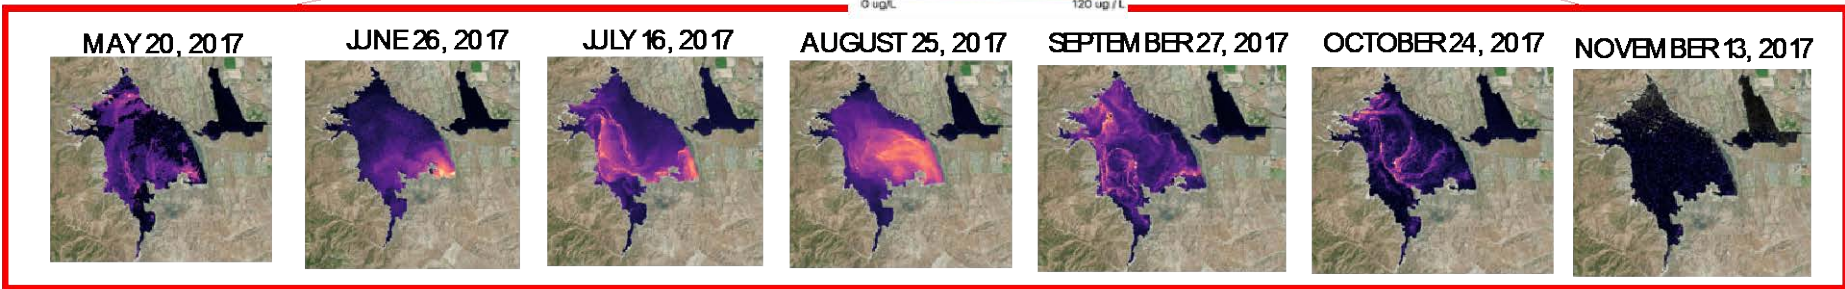 0 ug/L 120 ug / L
MAY 20, 2017 JUNE 26, 2017 JULY 16, 2017 AUGUST 25, 2017 SEPTEMBER 27, 2017 OCTOBER 24, 2017 NOVEMBER 13, 2017